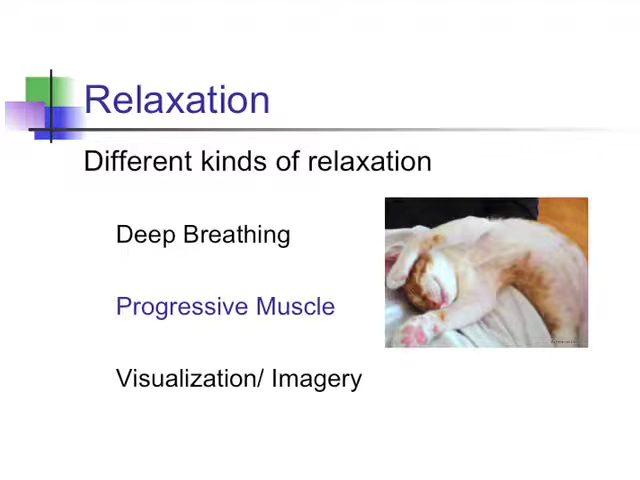 Relaxation
Different kinds of relaxation
Deep Breathing
Progressive Muscle
Visualization/ Imagery